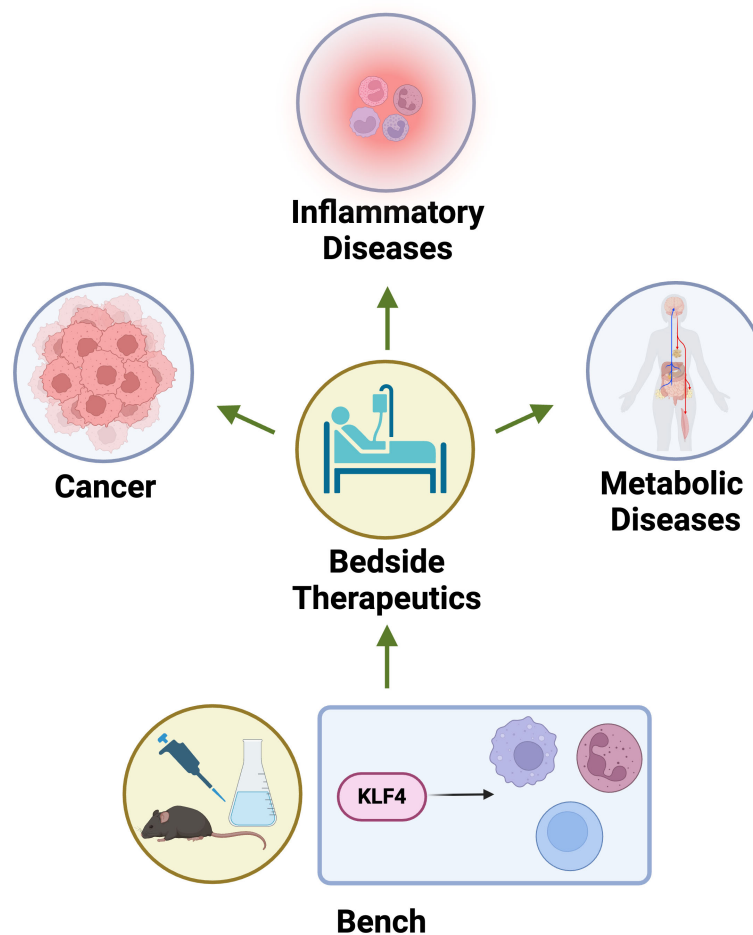 Inflammatory
Diseases
Cancer
Metabolic
Diseases
Bedside
Therapeutics
KLF4
Bench